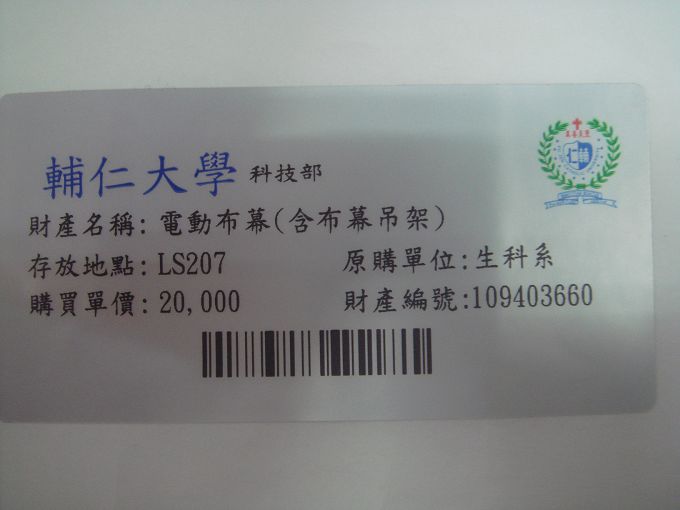 輔仁大學 科技部
財產名稱: 電動布幕(含布幕吊架)
存放地點: LS207 原購單位: 生科系
購買單價: 20,000 財產編號:109403660
仁 輔